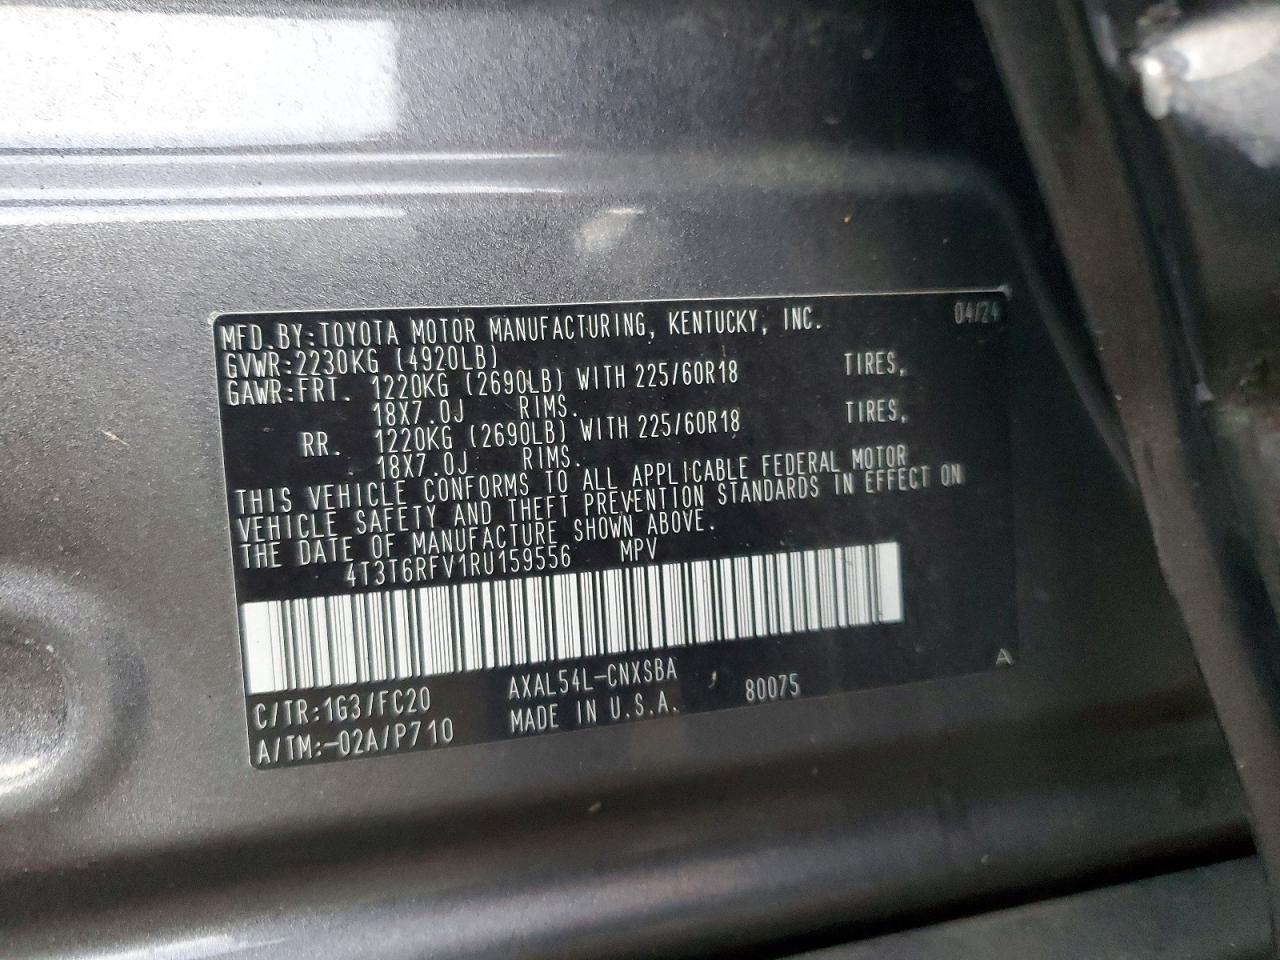 MFD.BY:TOYOTA MOTOR MANUFACTURING, KENTUCKY, INC. 04/24
GVWR:2230KG (4920LB)
GAWR:FRT. 1220KG (2690LB) WITH 225/60R18 TIRES,
18X7.0J RIMS.
RR. 1220KG (2690LB) WITH 225/60R18 TIRES,
18X7.0J RIMS.
THIS VEHICLE CONFORMS TO ALL APPLICABLE FEDERAL MOTOR
VEHICLE SAFETY AND THEFT PREVENTION STANDARDS IN EFFECT ON
THE DATE OF MANUFACTURE SHOWN ABOVE.
4T3T6RFV1RU159556 MPV
C/TR:1G3/FC20 AXAL54L-CNXSBA
A/TM:-02A/P710 MADE IN U.S.A. 80075
A